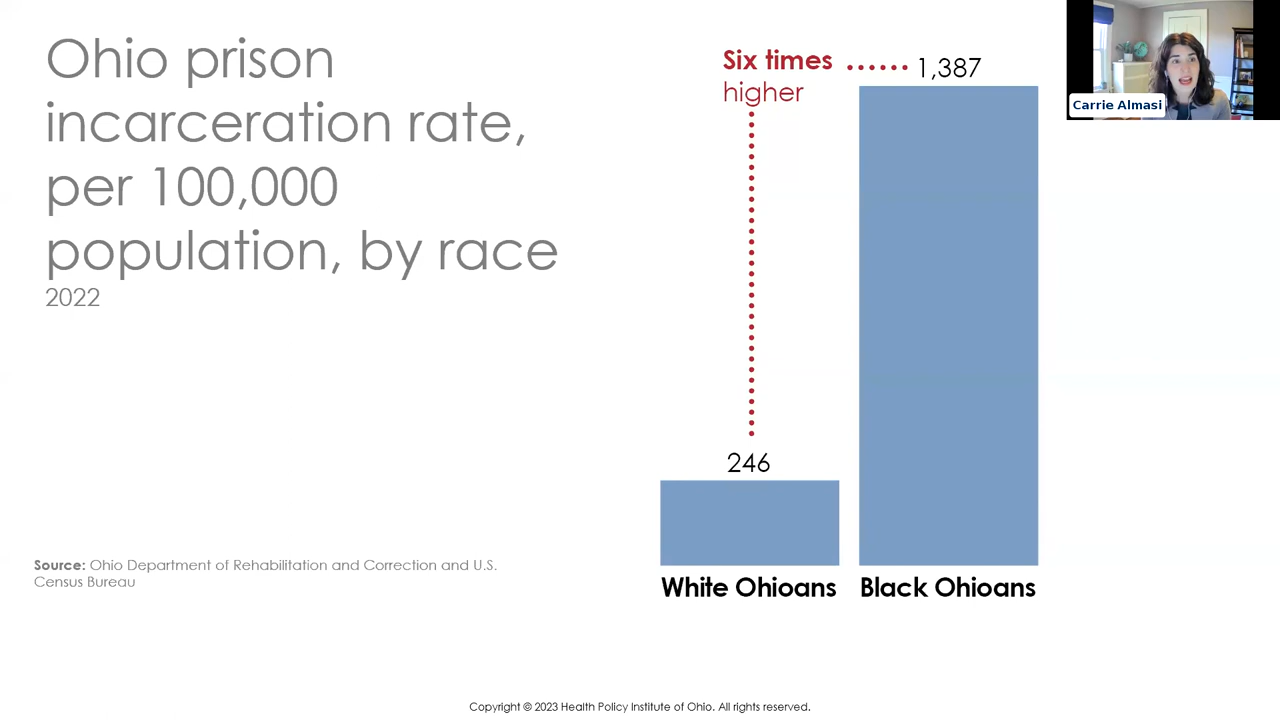 Ohio prison
incarceration rate,
per 100,000
population, by race
2022
Six times
higher
1,387
Carrie Almasi
246
White Ohioans
Black Ohioans
Source: Ohio Department of Rehabilitation and Correction and U.S.
Census Bureau
Copyright © 2023 Health Policy Institute of Ohio. All rights reserved.